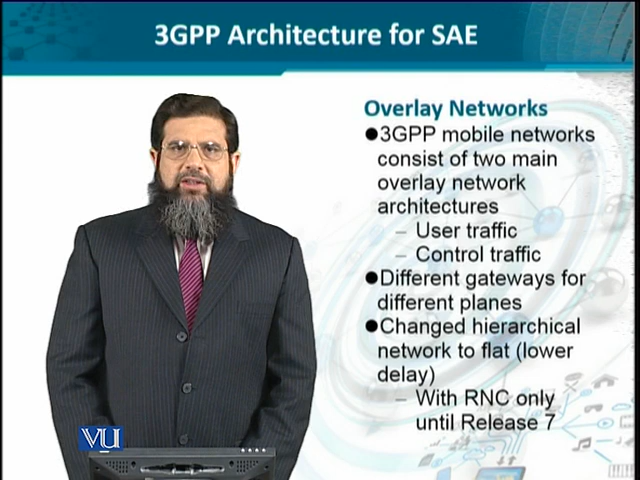 3GPP Architecture for SAE
Overlay Networks
●3GPP mobile networks
consist of two main
overlay network
architectures
– User traffic
– Control traffic
●Different gateways for
different planes
●Changed hierarchical
network to flat (lower
delay)
– With RNC only
until Release 7
VU